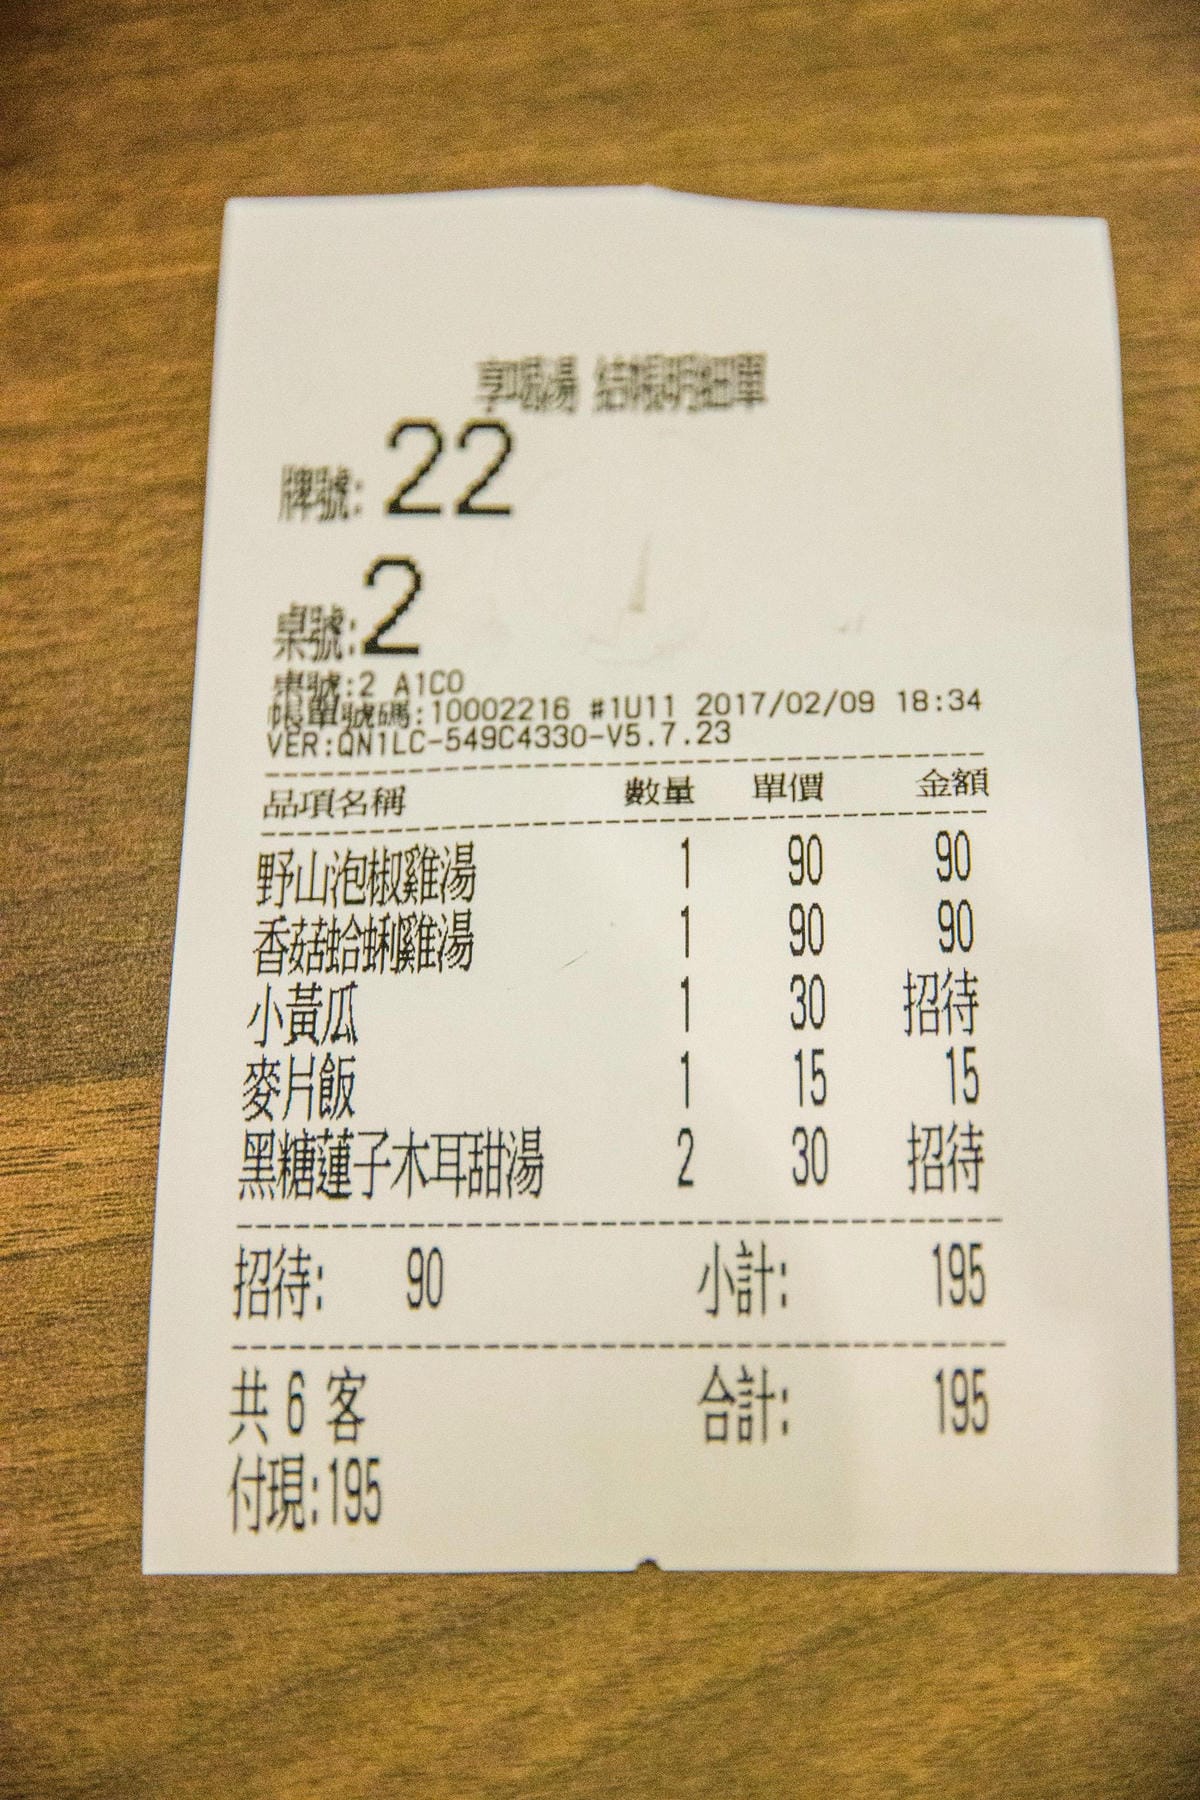 享喝湯 結帳明細單
牌號: 22
桌號:2
桌號:2 A1CO
帳單號碼:10002216 #1U11 2017/02/09 18:34
VER:QN1LC-549C4330-V5.7.23
品項名稱 數量 單價 金額
野山泡椒雞湯 1 90 90
香菇蛤蜊雞湯 1 90 90
小黃瓜 1 30 招待
麥片飯 1 15 15
黑糖蓮子木耳甜湯 2 30 招待
招待: 90 小計: 195
共 6 客 合計: 195
付現:195